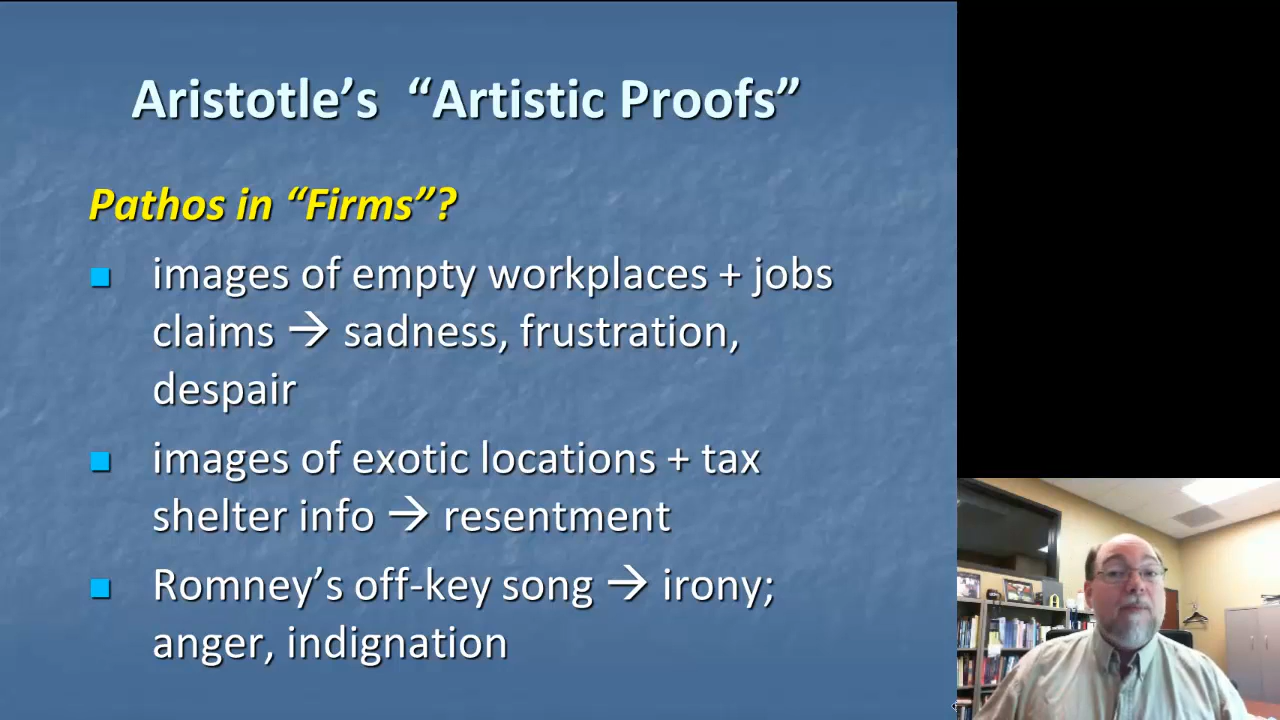 Aristotle’s “Artistic Proofs”
Pathos in “Firms”?
images of empty workplaces + jobs
claims → sadness, frustration,
despair
images of exotic locations + tax
shelter info → resentment
Romney’s off-key song → irony;
anger, indignation